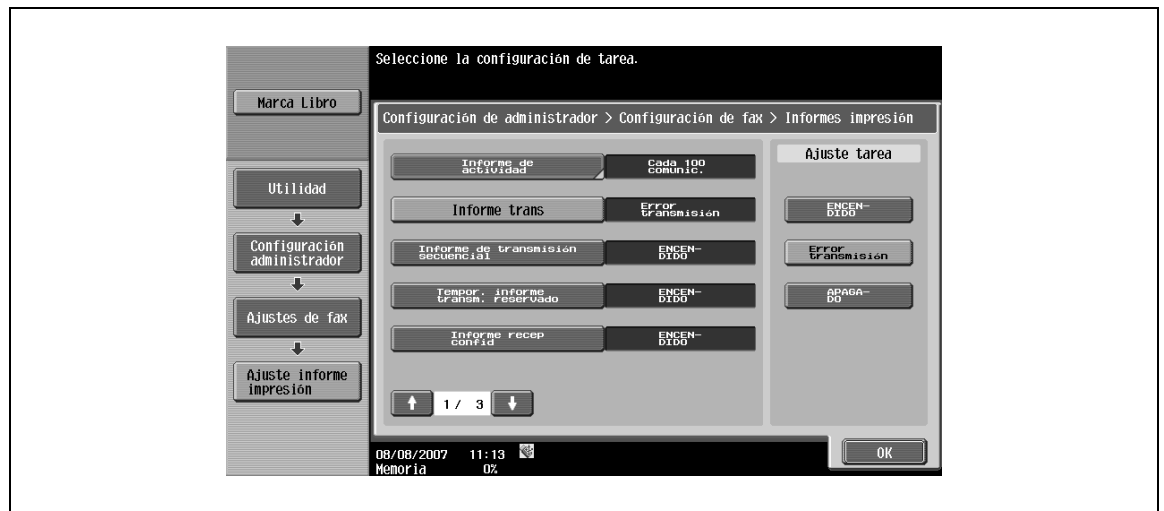 Seleccione la configuración de tarea.
Marca Libro
Configuración de administrador > Configuración de fax > Informes impresión
Informe de
actividad
Cada 100
comunic.
Ajuste tarea
Utilidad
Informe trans
Error
transmisión
ENCEN-
DIDO
Configuración
administrador
Informe de transmisión
secuencial
ENCEN-
DIDO
Error
transmisión
Tempor. informe
transm. reservado
ENCEN-
DIDO
APAGA-
DO
Ajustes de fax
Informe recep
confid
ENCEN-
DIDO
Ajuste informe
impresión
1/ 3
OK
08/08/2007 11:13
Memoria 0%